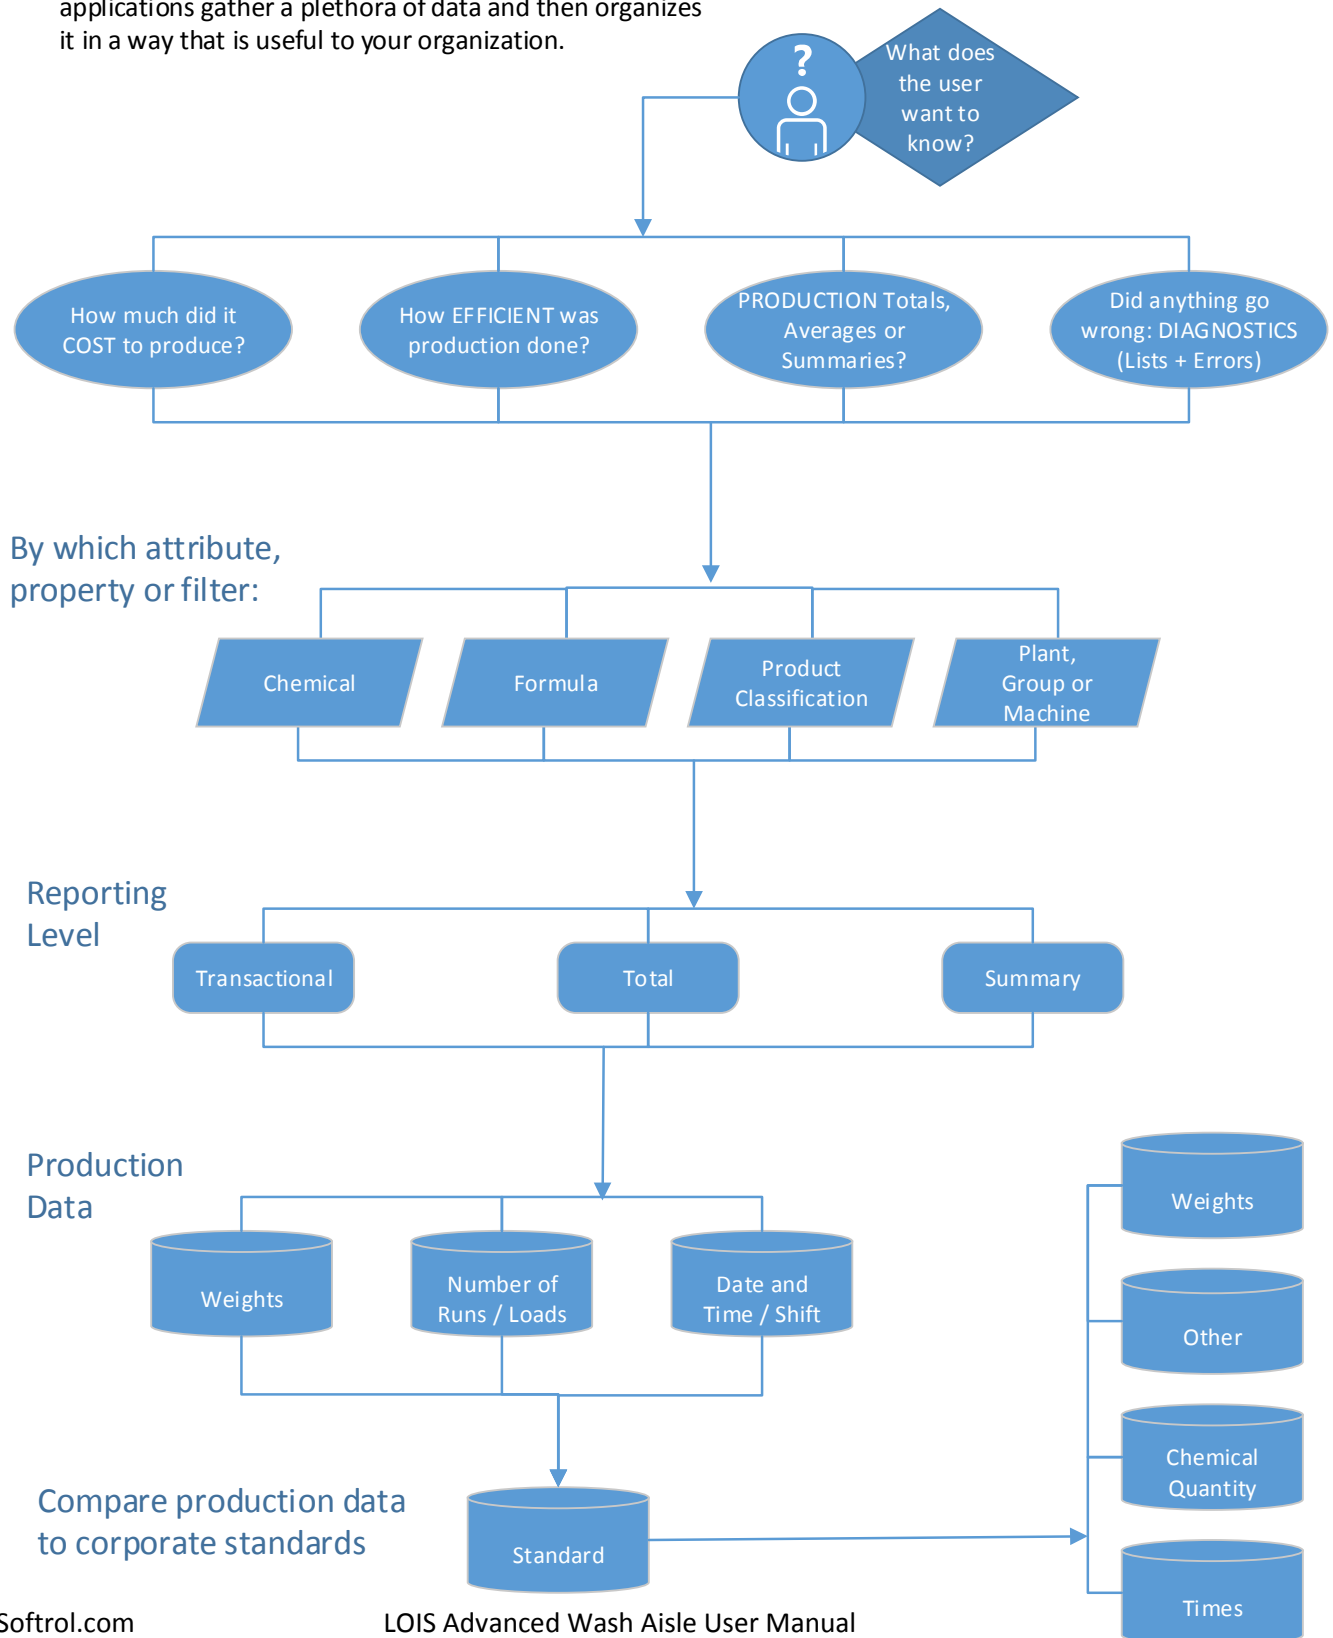 applications gather a plethora of data and then organizes
it in a way that is useful to your organization.
?
What does
the user
want to
know?
How much did it
COST to produce?
How EFFICIENT was
production done?
PRODUCTION Totals,
Averages or
Summaries?
Did anything go
wrong: DIAGNOSTICS
(Lists + Errors)
By which attribute,
property or filter:
Chemical
Formula
Product
Classification
Plant,
Group or
Machine
Reporting
Level
Transactional
Total
Summary
Production
Data
Weights
Number of
Runs / Loads
Date and
Time / Shift
Weights
Other
Chemical
Quantity
Times
Compare production data
to corporate standards
Standard
Softrol.com
LOIS Advanced Wash Aisle User Manual